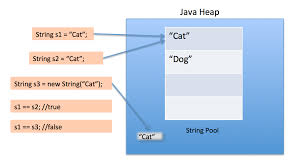 Java Heap
String s1 = "Cat";
"Cat"
String s2 = "Cat";
"Dog"
String s3 = new String("Cat");
s1 == s2; //true
s1 == s3; //false
"Cat"
String Pool